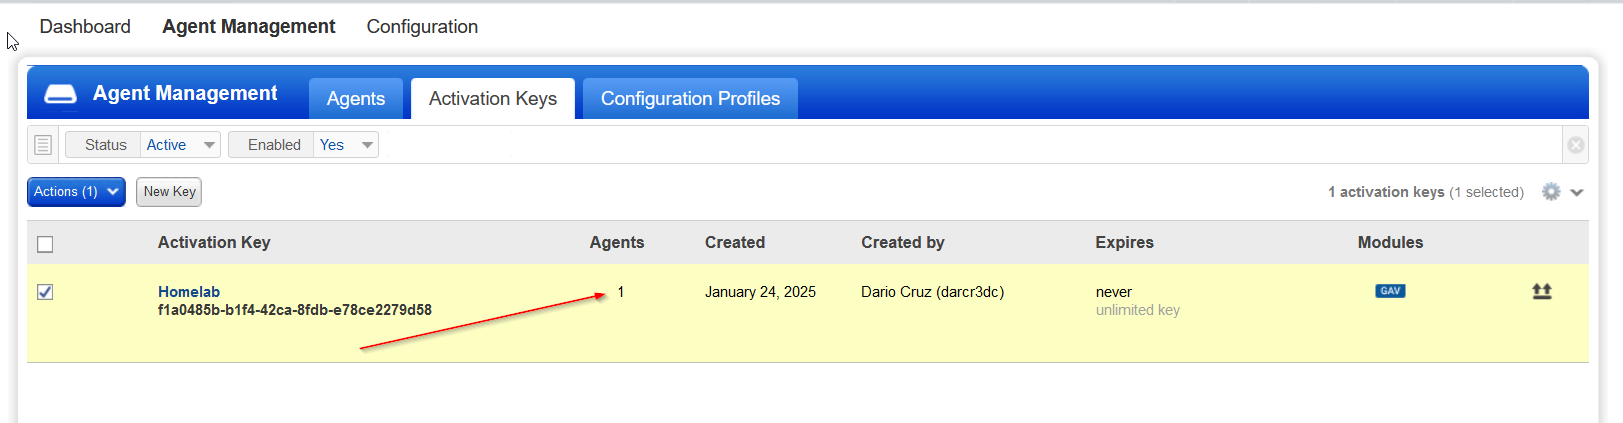 Dashboard Agent Management Configuration
Agent Management Agents Activation Keys Configuration Profiles
Status Active Enabled Yes
Actions (1) New Key 1 activation keys (1 selected)
Activation Key Agents Created Created by Expires Modules
Homelab 1 January 24, 2025 Dario Cruz (darcr3dc) never GAV
f1a0485b-b1f4-42ca-8fdb-e78ce2279d58 unlimited key